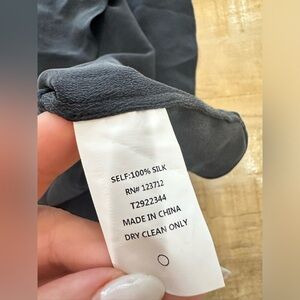 SELF:100% SILK
RN# 123712
T2922344
MADE IN CHINA
DRY CLEAN ONLY